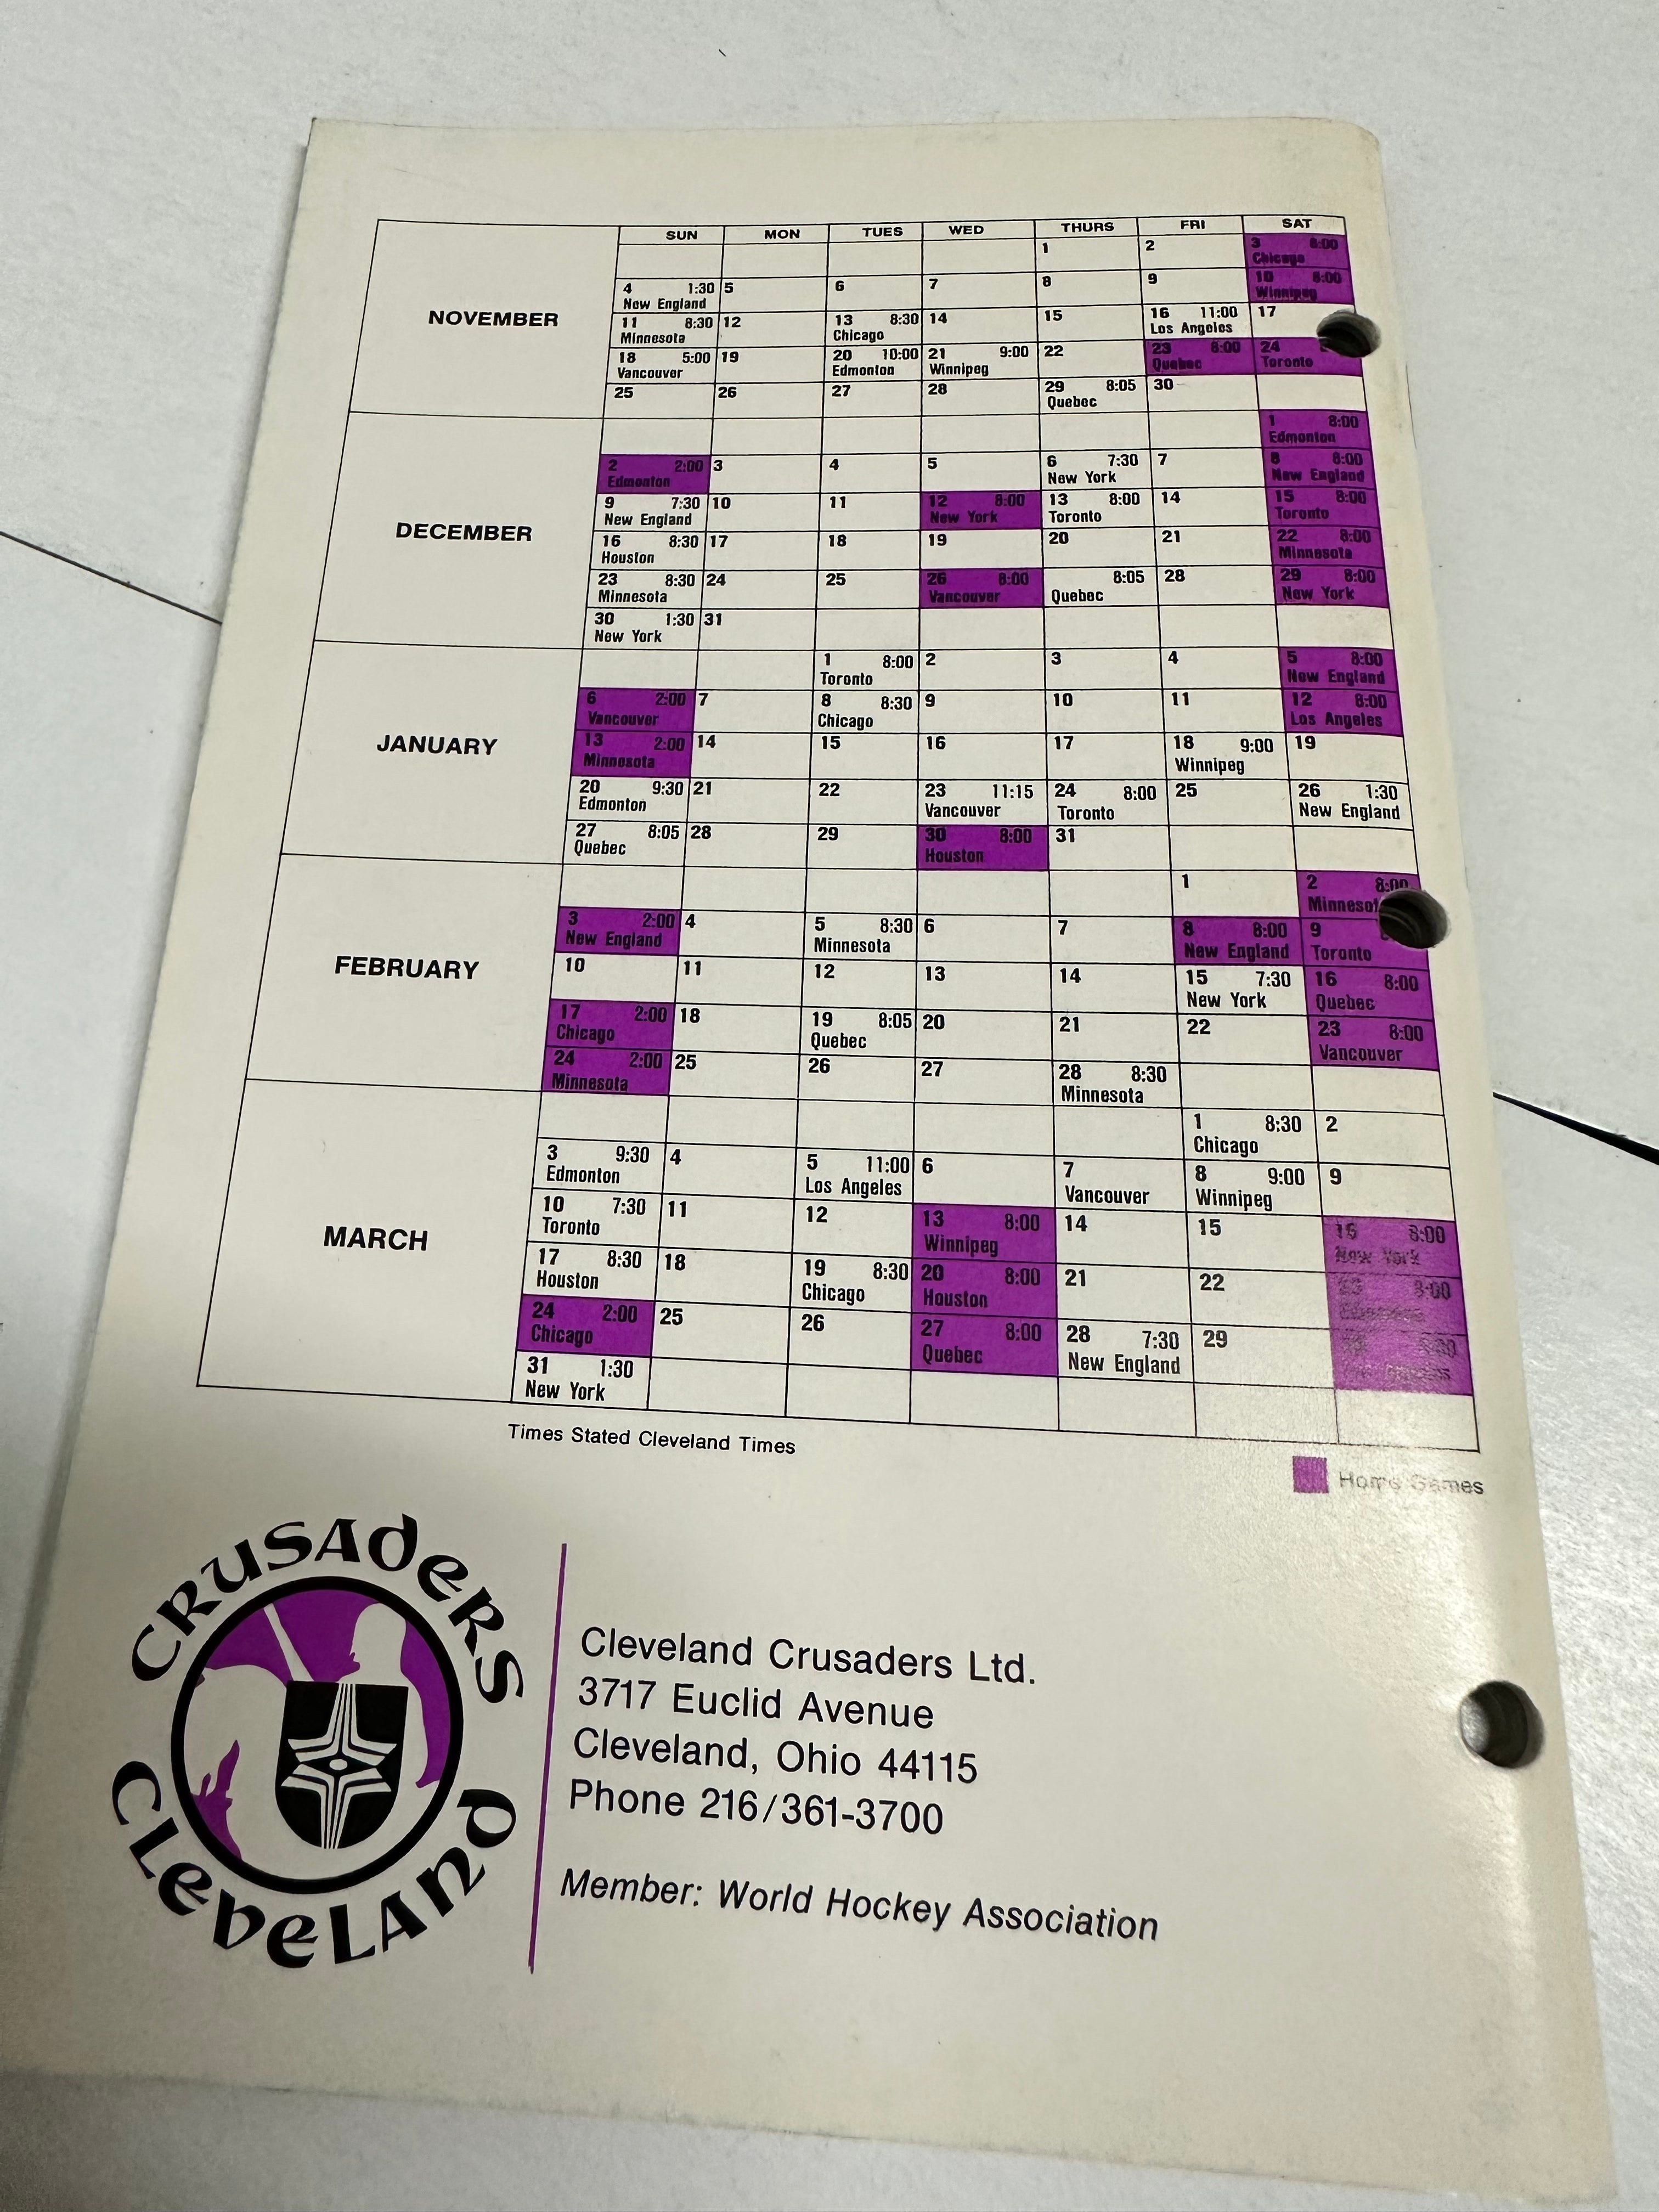 SUN MON TUES WED THURS FRI SAT
NOVEMBER
1 2 3 8:00
Chicago
4 1:30 5 6 7 8 9 10 8:00
New England Winnipeg
11 8:30 12 13 8:30 14 15 16 11:00 17
Minnesota Chicago Los Angeles
18 5:00 19 20 10:00 21 9:00 22 23 8:00 24
Vancouver Edmonton Winnipeg Quebec Toronto
25 26 27 28 29 8:05 30
Quebec
DECEMBER
1 8:00
Edmonton
2 2:00 3 4 5 6 7:30 7 8 8:00
Edmonton New York New England
9 7:30 10 11 12 8:00 13 8:00 14 15 8:00
New England New York Toronto Toronto
16 8:30 17 18 19 20 21 22 8:00
Houston Minnesota
23 8:30 24 25 26 8:00 8:05 28 29 8:00
Minnesota Vancouver Quebec New York
30 1:30 31
New York
JANUARY
1 8:00 2 3 4 5 8:00
Toronto New England
6 2:00 7 8 8:30 9 10 11 12 8:00
Vancouver Chicago Los Angeles
13 2:00 14 15 16 17 18 9:00 19
Minnesota Winnipeg
20 9:30 21 22 23 11:15 24 8:00 25 26 1:30
Edmonton Vancouver Toronto New England
27 8:05 28 29 30 8:00 31
Quebec Houston
FEBRUARY
1 2 8:00
Minnesot
3 2:00 4 5 8:30 6 7 8 8:00 9
New England Minnesota New England Toronto
10 11 12 13 14 15 7:30 16 8:00
New York Quebec
17 2:00 18 19 8:05 20 21 22 23 8:00
Chicago Quebec Vancouver
24 2:00 25 26 27 28 8:30
Minnesota Minnesota
MARCH
1 8:30 2
Chicago
3 9:30 4 5 11:00 6 7 8 9:00 9
Edmonton Los Angeles Vancouver Winnipeg
10 7:30 11 12 13 8:00 14 15 16 8:00
Toronto Winnipeg New York
17 8:30 18 19 8:30 20 8:00 21 22 8:00
Houston Chicago Houston
24 2:00 25 26 27 8:00 28 7:30 29
Chicago Quebec New England
31 1:30
New York
Times Stated Cleveland Times
Home Games
CRUSADERS
CLEVELAND
Cleveland Crusaders Ltd.
3717 Euclid Avenue
Cleveland, Ohio 44115
Phone 216/361-3700
Member: World Hockey Association